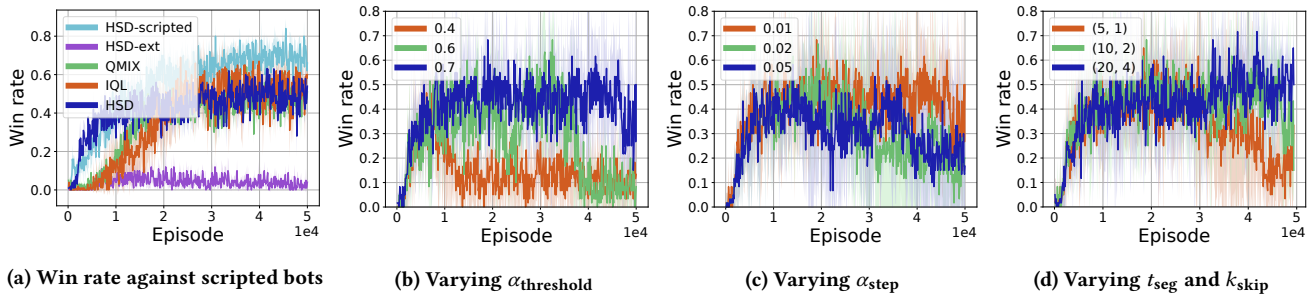 HSD-scripted
HSD-ext
QMIX
IQL
HSD
Win rate
0.8
0.6
0.4
0.2
0.0
0 1 2 3 4 5
1e4
Episode
(a) Win rate against scripted bots
0.4
0.6
0.7
Win rate
0.8
0.7
0.6
0.5
0.4
0.3
0.2
0.1
0.0
0 1 2 3 4 5
1e4
Episode
(b) Varying α_threshold
0.01
0.02
0.05
Win rate
0.8
0.7
0.6
0.5
0.4
0.3
0.2
0.1
0.0
0 1 2 3 4 5
1e4
Episode
(c) Varying α_step
(5, 1)
(10, 2)
(20, 4)
Win rate
0.8
0.7
0.6
0.5
0.4
0.3
0.2
0.1
0.0
0 1 2 3 4 5
1e4
Episode
(d) Varying t_seg and k_skip